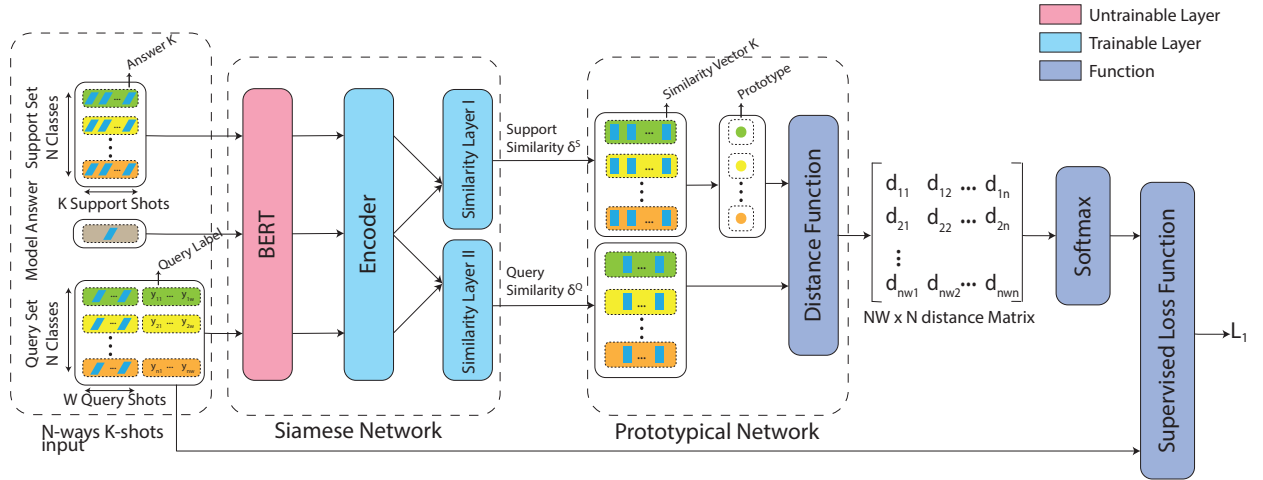 Untrainable Layer
Trainable Layer
Function
Answer K
Support Set
N Classes
K Support Shots
Model Answer
Query Label
Query Set
N Classes
y11 ... y1w
y21 ... y2w
yn1 ... ynw
W Query Shots
N-ways K-shots
input
BERT
Encoder
Similarity Layer I
Similarity Layer II
Siamese Network
Support
Similarity δS
Query
Similarity δQ
Similarity Vector K
Prototype
Distance Function
Prototypical Network
d11 d12 ... d1n
d21 d22 ... d2n
...
dnw1 dnw2... dnwn
NW x N distance Matrix
Softmax
Supervised Loss Function
L1